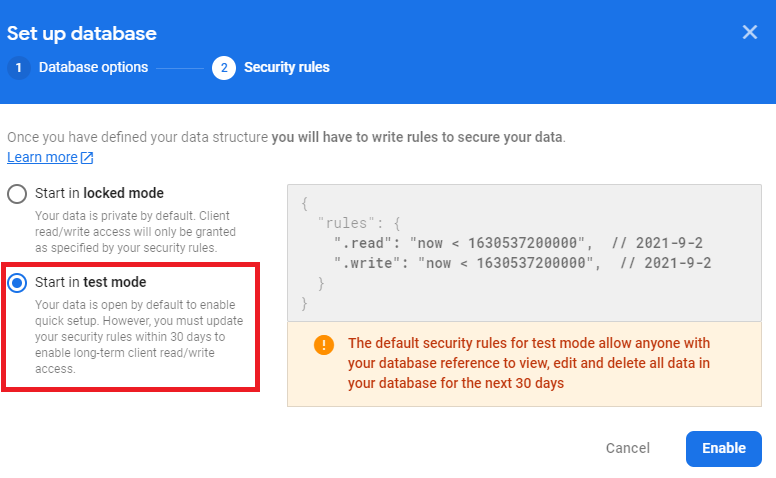 Set up database
1 Database options 2 Security rules
Once you have defined your data structure you will have to write rules to secure your data.
Learn more
Start in locked mode
Your data is private by default. Client
read/write access will only be granted
as specified by your security rules.
Start in test mode
Your data is open by default to enable
quick setup. However, you must update
your security rules within 30 days to
enable long-term client read/write
access.
{
"rules": {
".read": "now < 1630537200000", // 2021-9-2
".write": "now < 1630537200000", // 2021-9-2
}
}
The default security rules for test mode allow anyone with
your database reference to view, edit and delete all data in
your database for the next 30 days
Cancel Enable